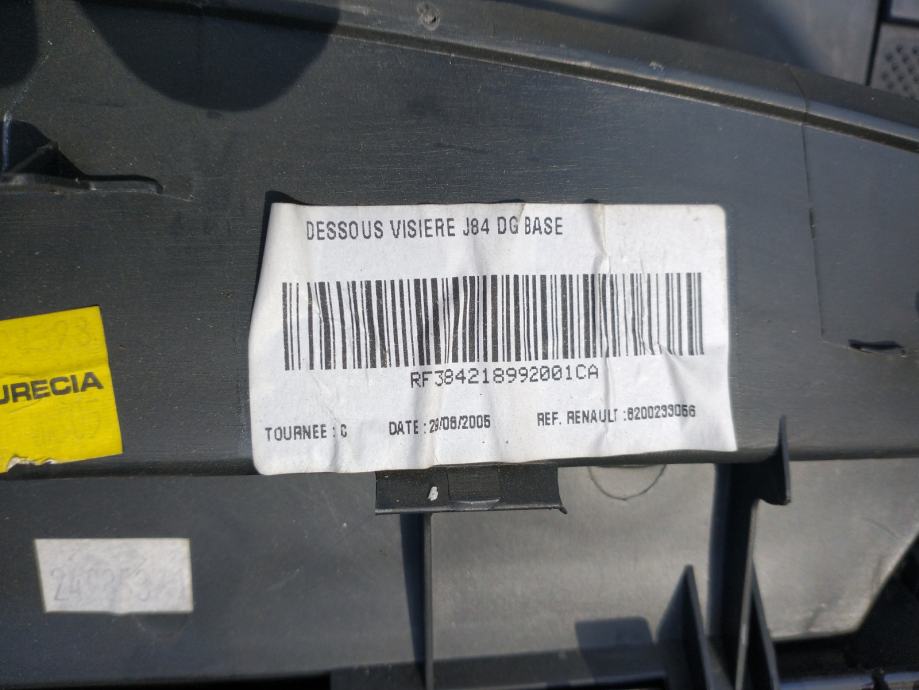 DESSOUS VISIERE J84 DG BASE
RF384218992001CA
TOURNEE : C DATE : 29/06/2005 REF. RENAULT : 8200233066
URECIA